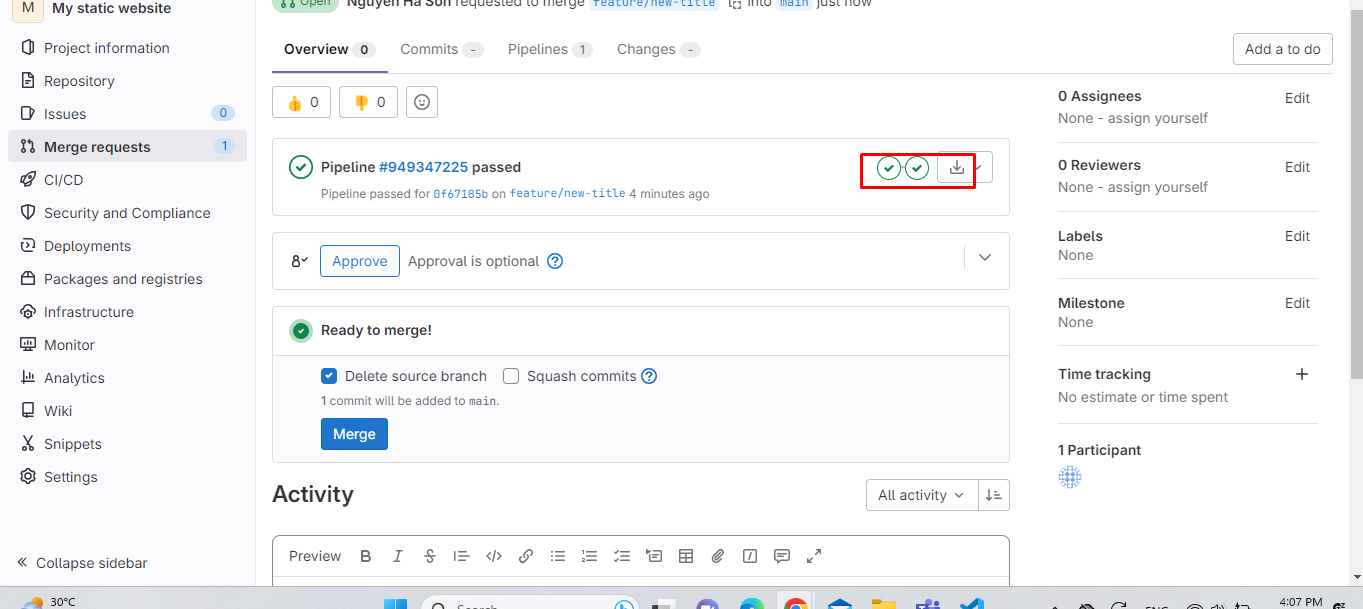 M My static website
Open Nguyen Ha Son requested to merge feature/new-title into main just now
Project information
Repository
Issues 0
Merge requests 1
CI/CD
Security and Compliance
Deployments
Packages and registries
Infrastructure
Monitor
Analytics
Wiki
Snippets
Settings
Collapse sidebar
Overview 0 Commits - Pipelines 1 Changes -
Add a to do
0 0
Pipeline #949347225 passed
Pipeline passed for 0f67185b on feature/new-title 4 minutes ago
Approve Approval is optional
Ready to merge!
Delete source branch Squash commits
1 commit will be added to main.
Merge
Activity
All activity
Preview B I S
0 Assignees Edit
None - assign yourself
0 Reviewers Edit
None - assign yourself
Labels Edit
None
Milestone Edit
None
Time tracking +
No estimate or time spent
1 Participant
30°C
Search
ENG
4:07 PM